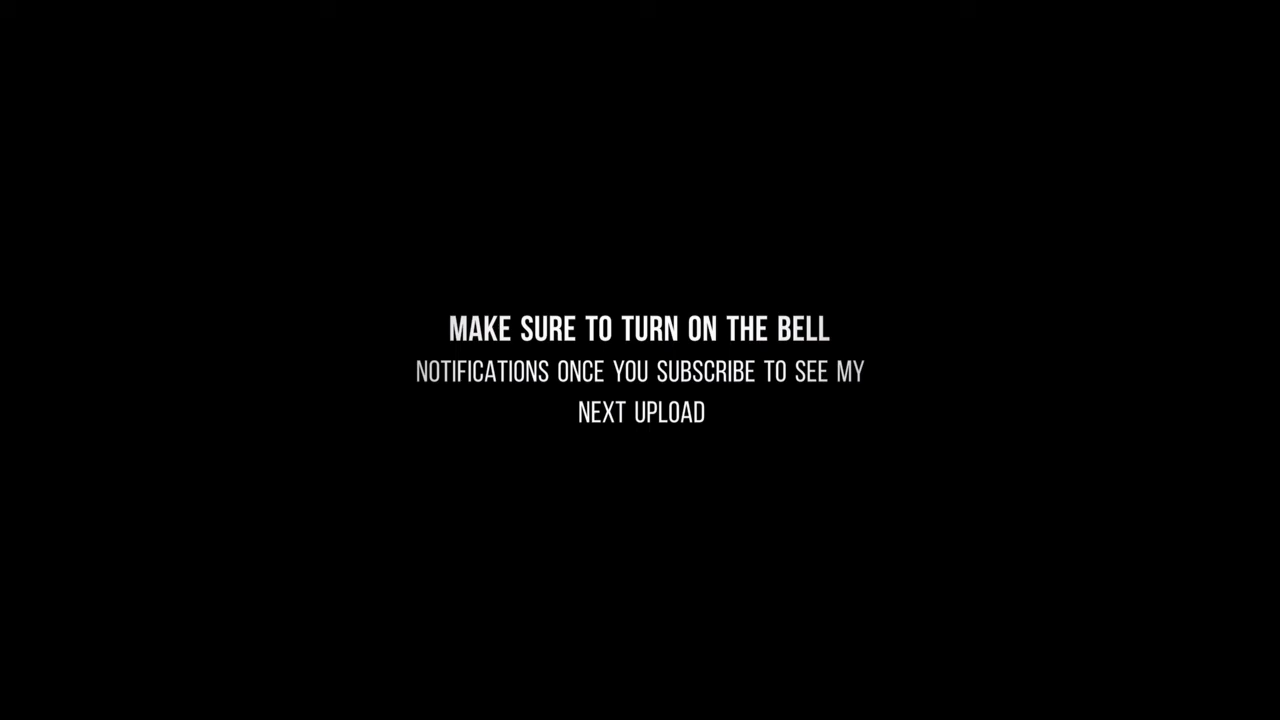 MAKE SURE TO TURN ON THE BELL
NOTIFICATIONS ONCE YOU SUBSCRIBE TO SEE MY
NEXT UPLOAD